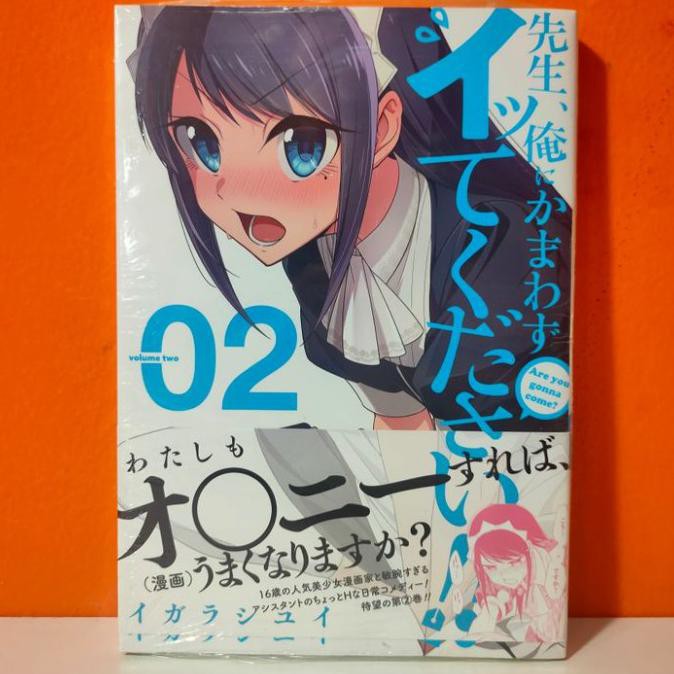 先生、俺にかまわず
イッてください!!
Are you
gonna
come?
02
volume two
わたしも
オ◯ニーすれば、
(漫画)うまくなりますか?
16歳の人気美少女漫画家と敏腕すぎる
アシスタントのちょっとHな日常コメディー!
待望の第②巻!!
イガラシユイ